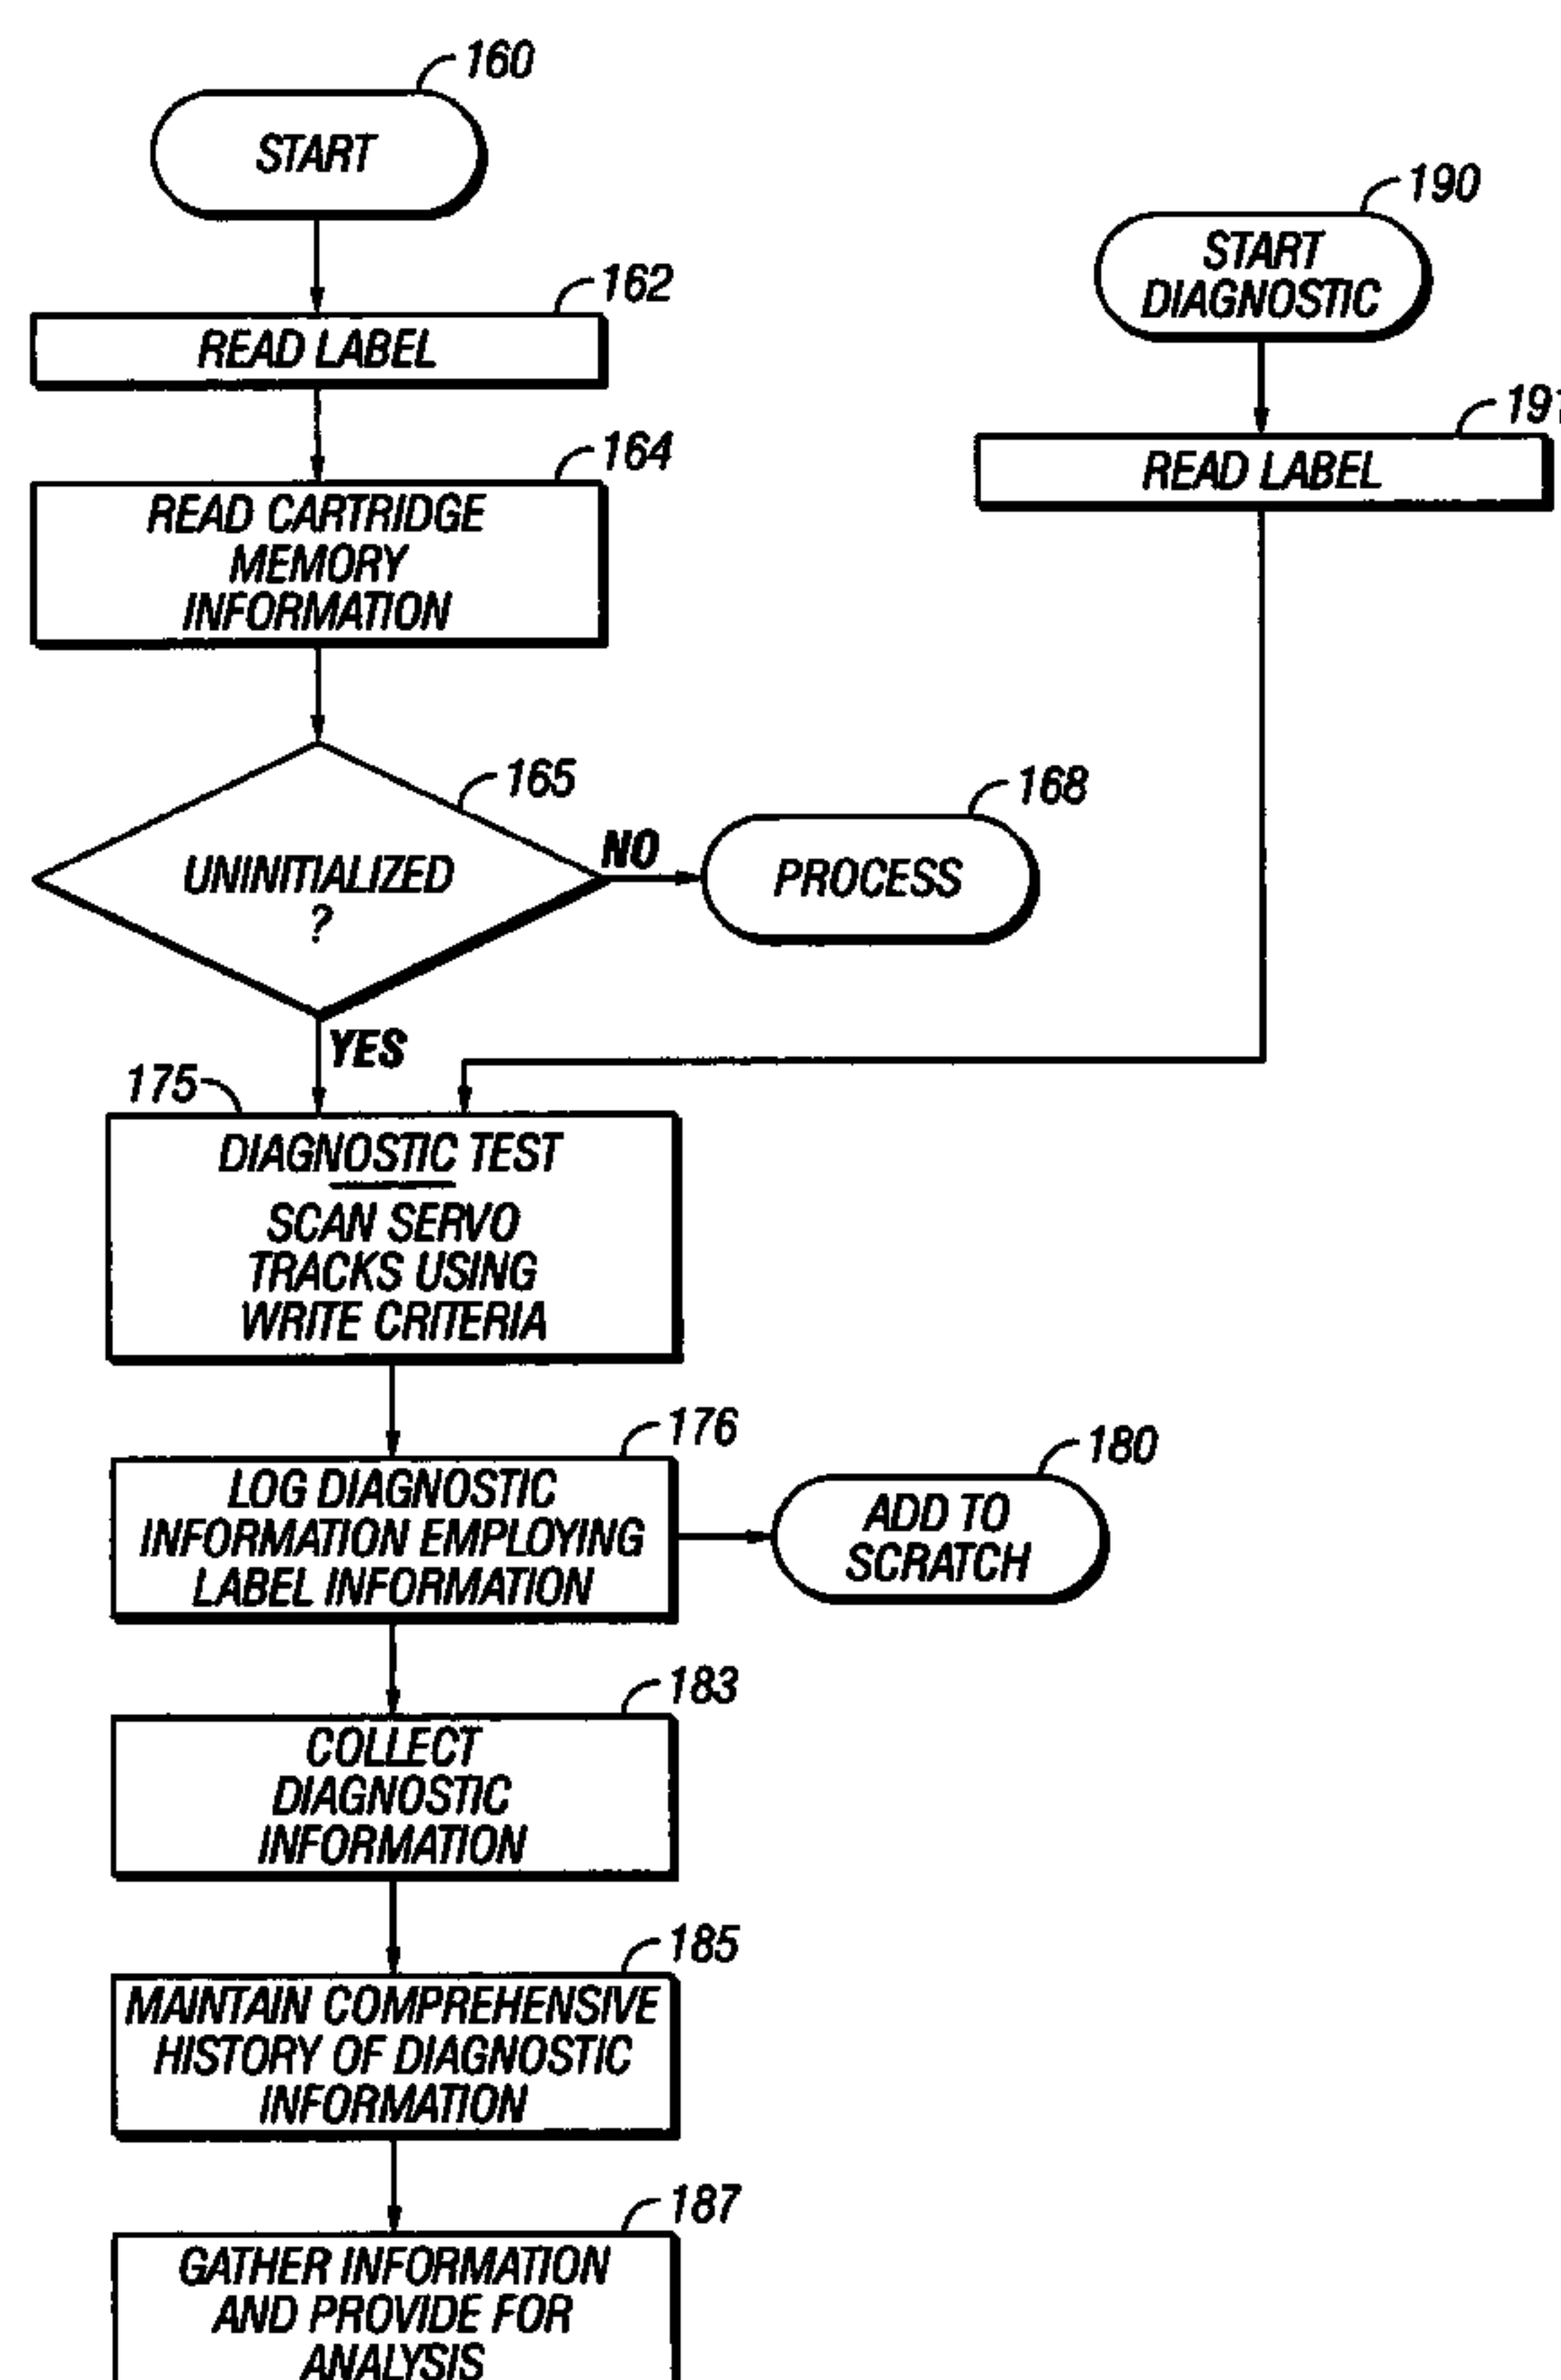 160
START
162
READ LABEL
164
READ CARTRIDGE
MEMORY
INFORMATION
165
UNINITIALIZED
?
NO
168
PROCESS
YES
190
START
DIAGNOSTIC
191
READ LABEL
175
DIAGNOSTIC TEST
SCAN SERVO
TRACKS USING
WRITE CRITERIA
176
LOG DIAGNOSTIC
INFORMATION EMPLOYING
LABEL INFORMATION
180
ADD TO
SCRATCH
183
COLLECT
DIAGNOSTIC
INFORMATION
185
MAINTAIN COMPREHENSIVE
HISTORY OF DIAGNOSTIC
INFORMATION
187
GATHER INFORMATION
AND PROVIDE FOR
ANALYSIS